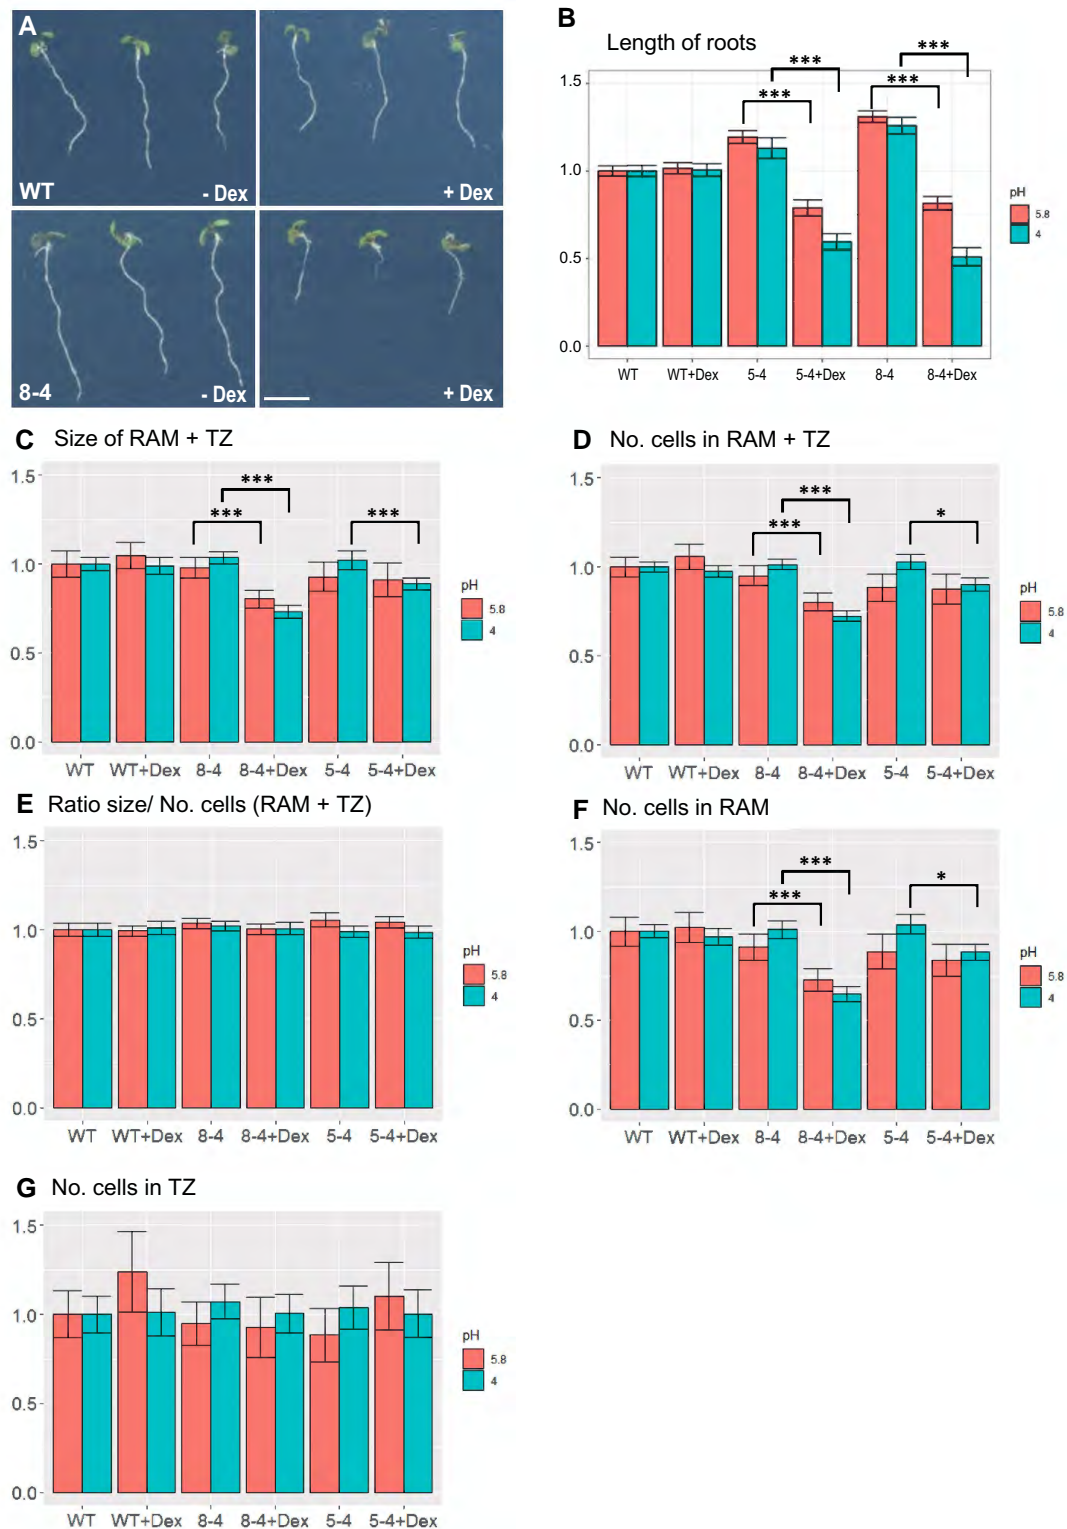 A
WT
- Dex
+ Dex
8-4
- Dex
+ Dex
B
Length of roots
***
***
***
***
1.5
1.0
0.5
0.0
WT WT+Dex 5-4 5-4+Dex 8-4 8-4+Dex
pH
5.8
4
C Size of RAM + TZ
***
***
***
1.5
1.0
0.5
0.0
WT WT+Dex 8-4 8-4+Dex 5-4 5-4+Dex
pH
5.8
4
D No. cells in RAM + TZ
***
***
*
1.5
1.0
0.5
0.0
WT WT+Dex 8-4 8-4+Dex 5-4 5-4+Dex
pH
5.8
4
E Ratio size/ No. cells (RAM + TZ)
1.5
1.0
0.5
0.0
WT WT+Dex 8-4 8-4+Dex 5-4 5-4+Dex
pH
5.8
4
F No. cells in RAM
***
***
*
1.5
1.0
0.5
0.0
WT WT+Dex 8-4 8-4+Dex 5-4 5-4+Dex
pH
5.8
4
G No. cells in TZ
1.5
1.0
0.5
0.0
WT WT+Dex 8-4 8-4+Dex 5-4 5-4+Dex
pH
5.8
4